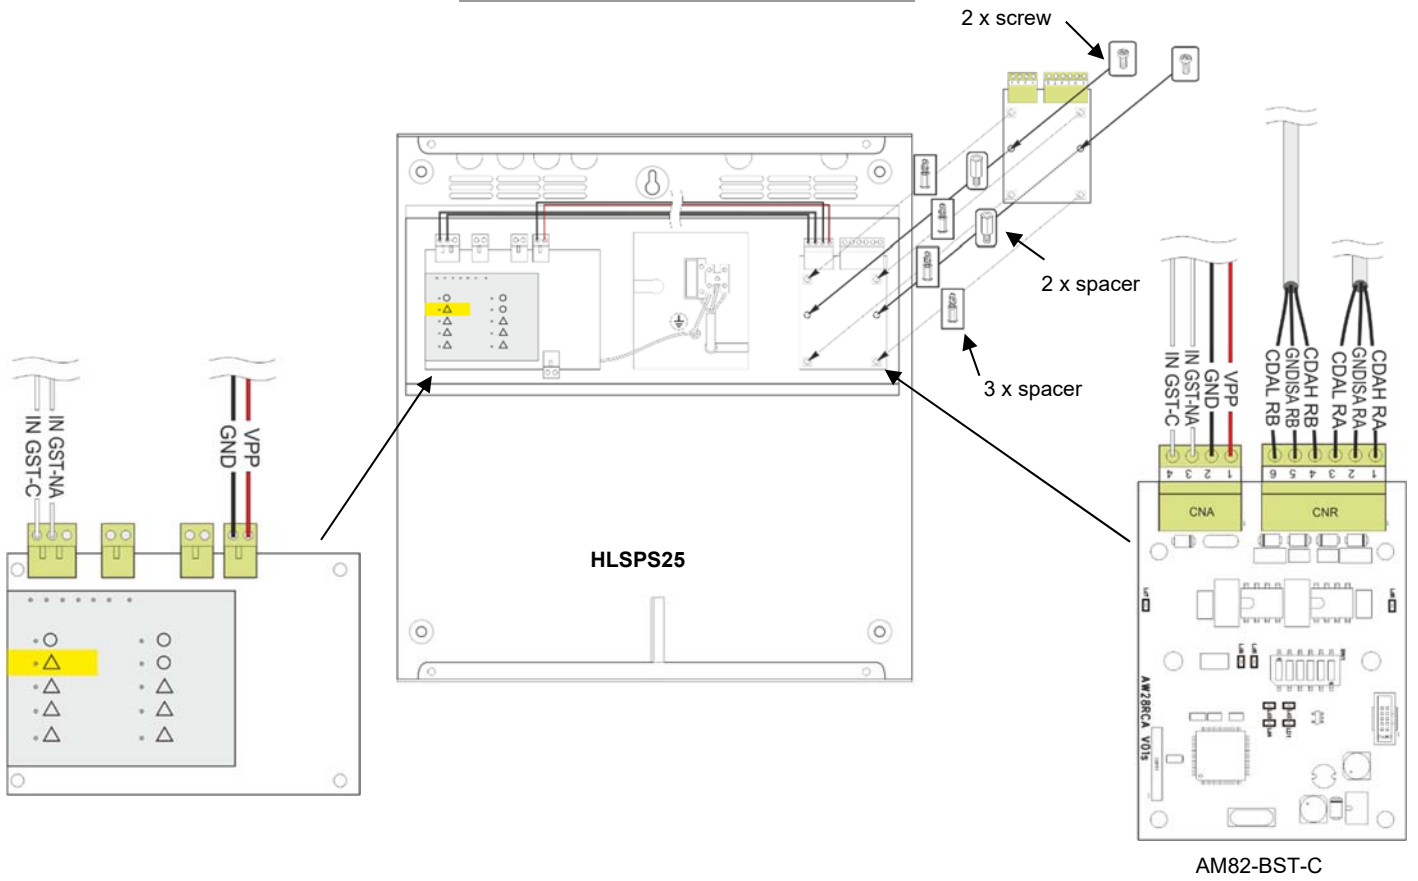 2 x screw
2 x spacer
3 x spacer
HLSPS25
IN GST-C
IN GST-NA
GND
VPP
IN GST-C
IN GST-NA
GND
VPP
CDAL RB
GNDISA RB
CDAH RB
CDAL RA
GNDISA RA
CDAH RA
4 3 2 1
6 5 4 3 2 1
CNA
CNR
AW28RCA V01s
AM82-BST-C